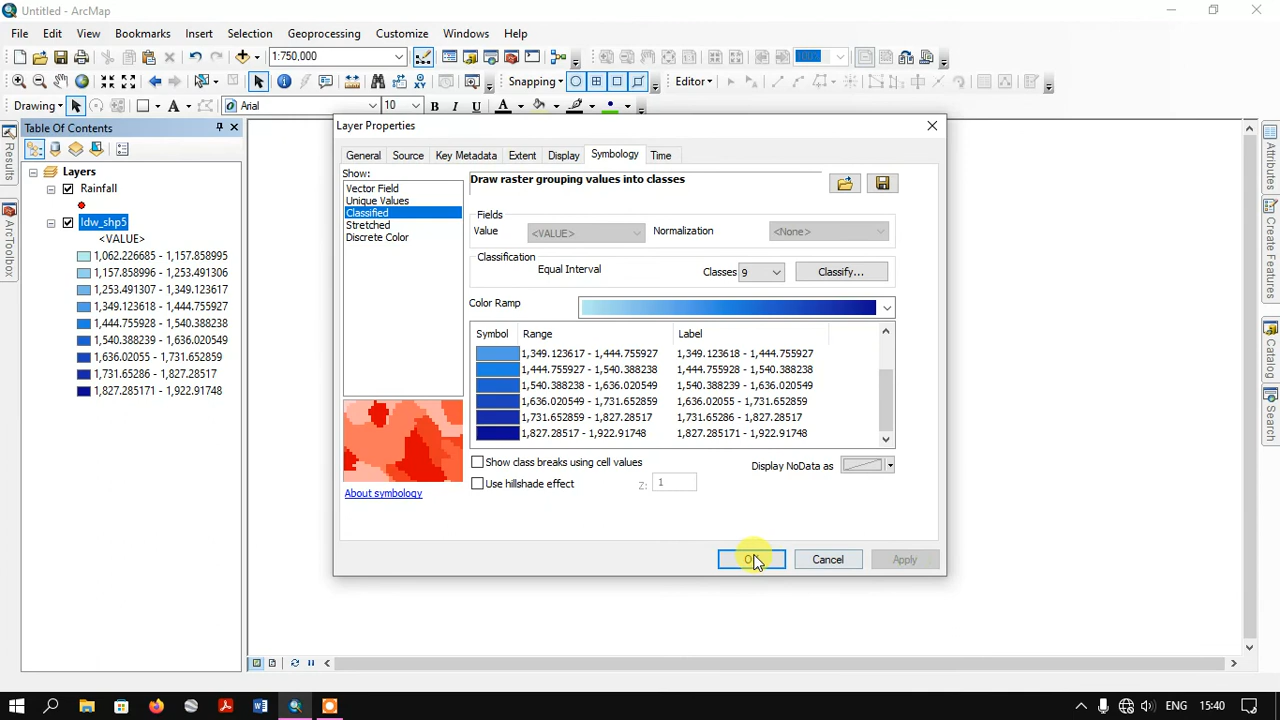 Untitled - ArcMap
File Edit View Bookmarks Insert Selection Geoprocessing Customize Windows Help
1:750,000
Snapping Editor
Drawing Arial 10 B I U A
Table Of Contents
Layers
Rainfall
Idw_shp5
<VALUE>
1,062.226685 - 1,157.858995
1,157.858996 - 1,253.491306
1,253.491307 - 1,349.123617
1,349.123618 - 1,444.755927
1,444.755928 - 1,540.388238
1,540.388239 - 1,636.020549
1,636.02055 - 1,731.652859
1,731.65286 - 1,827.28517
1,827.285171 - 1,922.91748
Results
ArcToolbox
Layer Properties
General Source Key Metadata Extent Display Symbology Time
Show:
Vector Field
Unique Values
Classified
Stretched
Discrete Color
About symbology
Draw raster grouping values into classes
Fields
Value <VALUE> Normalization <None>
Classification
Equal Interval Classes 9 Classify...
Color Ramp
Symbol Range Label
1,349.123617 - 1,444.755927 1,349.123618 - 1,444.755927
1,444.755927 - 1,540.388238 1,444.755928 - 1,540.388238
1,540.388238 - 1,636.020549 1,540.388239 - 1,636.020549
1,636.020549 - 1,731.652859 1,636.02055 - 1,731.652859
1,731.652859 - 1,827.28517 1,731.65286 - 1,827.28517
1,827.28517 - 1,922.91748 1,827.285171 - 1,922.91748
Show class breaks using cell values Display NoData as
Use hillshade effect Z: 1
Cancel Apply
Attributes
Create Features
Catalog
Search
ENG 15:40